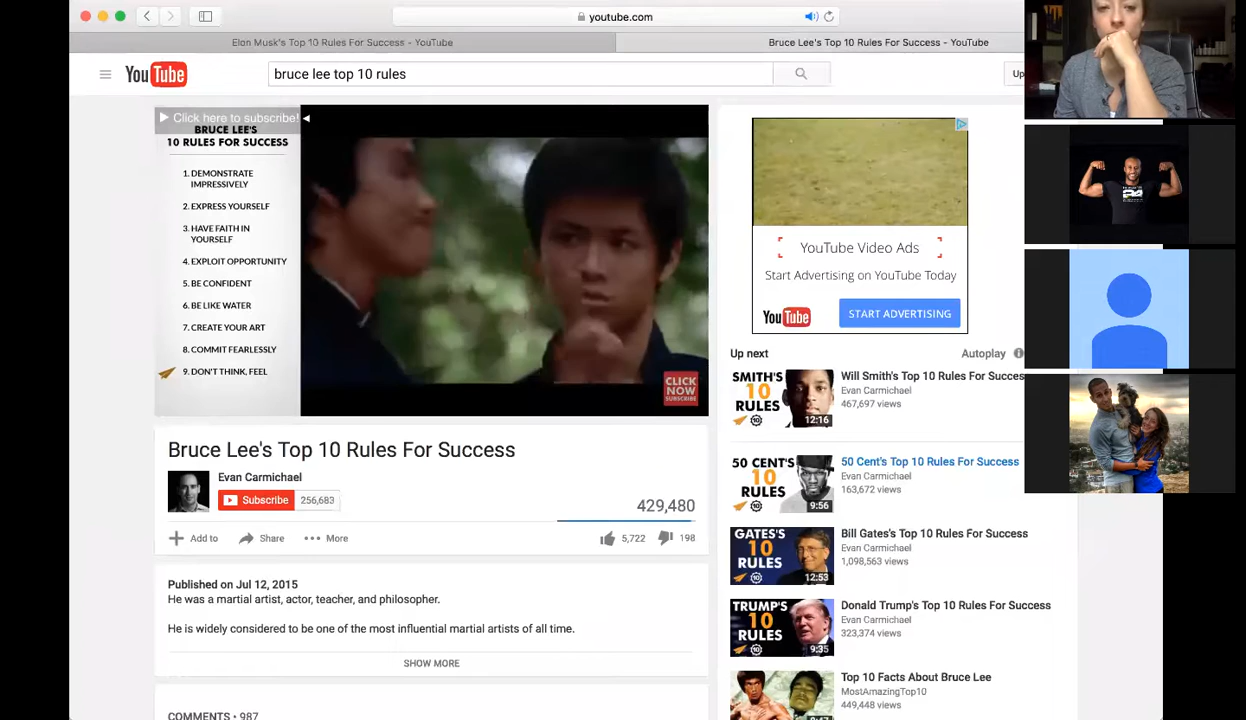 youtube.com
Elon Musk's Top 10 Rules For Success - YouTube
Bruce Lee's Top 10 Rules For Success - YouTube
YouTube
bruce lee top 10 rules
Up
Click here to subscribe!
BRUCE LEE'S
10 RULES FOR SUCCESS
1. DEMONSTRATE
IMPRESSIVELY
2. EXPRESS YOURSELF
3. HAVE FAITH IN
YOURSELF
4. EXPLOIT OPPORTUNITY
5. BE CONFIDENT
6. BE LIKE WATER
7. CREATE YOUR ART
8. COMMIT FEARLESSLY
9. DON'T THINK, FEEL
CLICK
NOW
SUBSCRIBE
Bruce Lee's Top 10 Rules For Success
Evan Carmichael
Subscribe 256,683
429,480
Add to Share More 5,722 198
Published on Jul 12, 2015
He was a martial artist, actor, teacher, and philosopher.
He is widely considered to be one of the most influential martial artists of all time.
SHOW MORE
COMMENTS • 987
YouTube Video Ads
Start Advertising on YouTube Today
YouTube START ADVERTISING
Up next Autoplay
SMITH'S
10
RULES
12:16
Will Smith's Top 10 Rules For Succes
Evan Carmichael
467,697 views
50 CENT'S
10
RULES
9:56
50 Cent's Top 10 Rules For Success
Evan Carmichael
163,672 views
GATES'S
10
RULES
12:53
Bill Gates's Top 10 Rules For Success
Evan Carmichael
1,098,563 views
TRUMP'S
10
RULES
9:35
Donald Trump's Top 10 Rules For Success
Evan Carmichael
323,374 views
Top 10 Facts About Bruce Lee
MostAmazingTop10
449,448 views